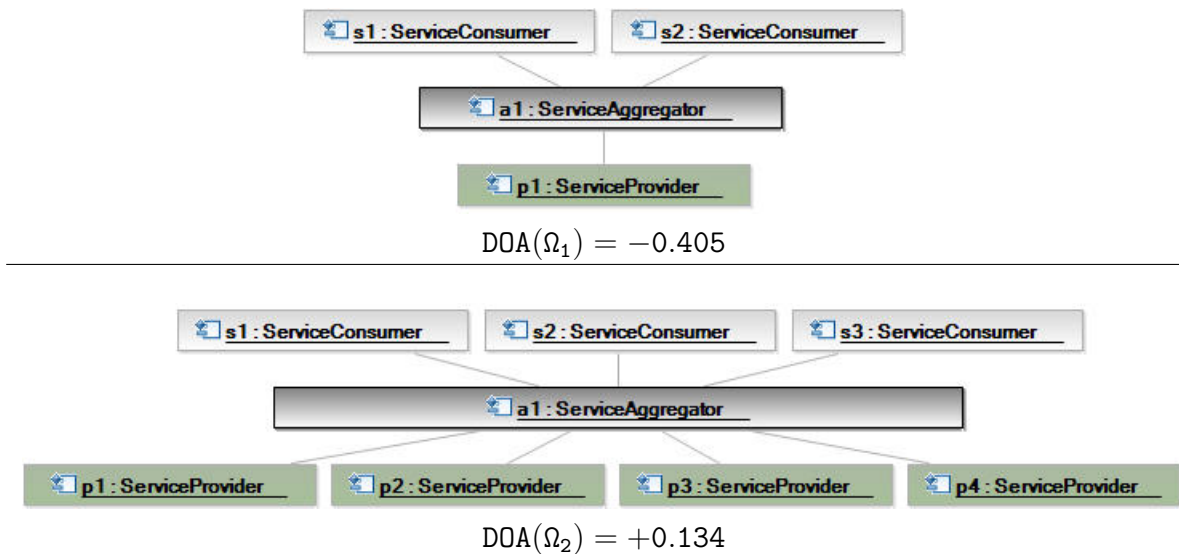 s1 : ServiceConsumer s2 : ServiceConsumer
a1 : ServiceAggregator
p1 : ServiceProvider
DOA(Ω₁) = −0.405
s1 : ServiceConsumer s2 : ServiceConsumer s3 : ServiceConsumer
a1 : ServiceAggregator
p1 : ServiceProvider p2 : ServiceProvider p3 : ServiceProvider p4 : ServiceProvider
DOA(Ω₂) = +0.134